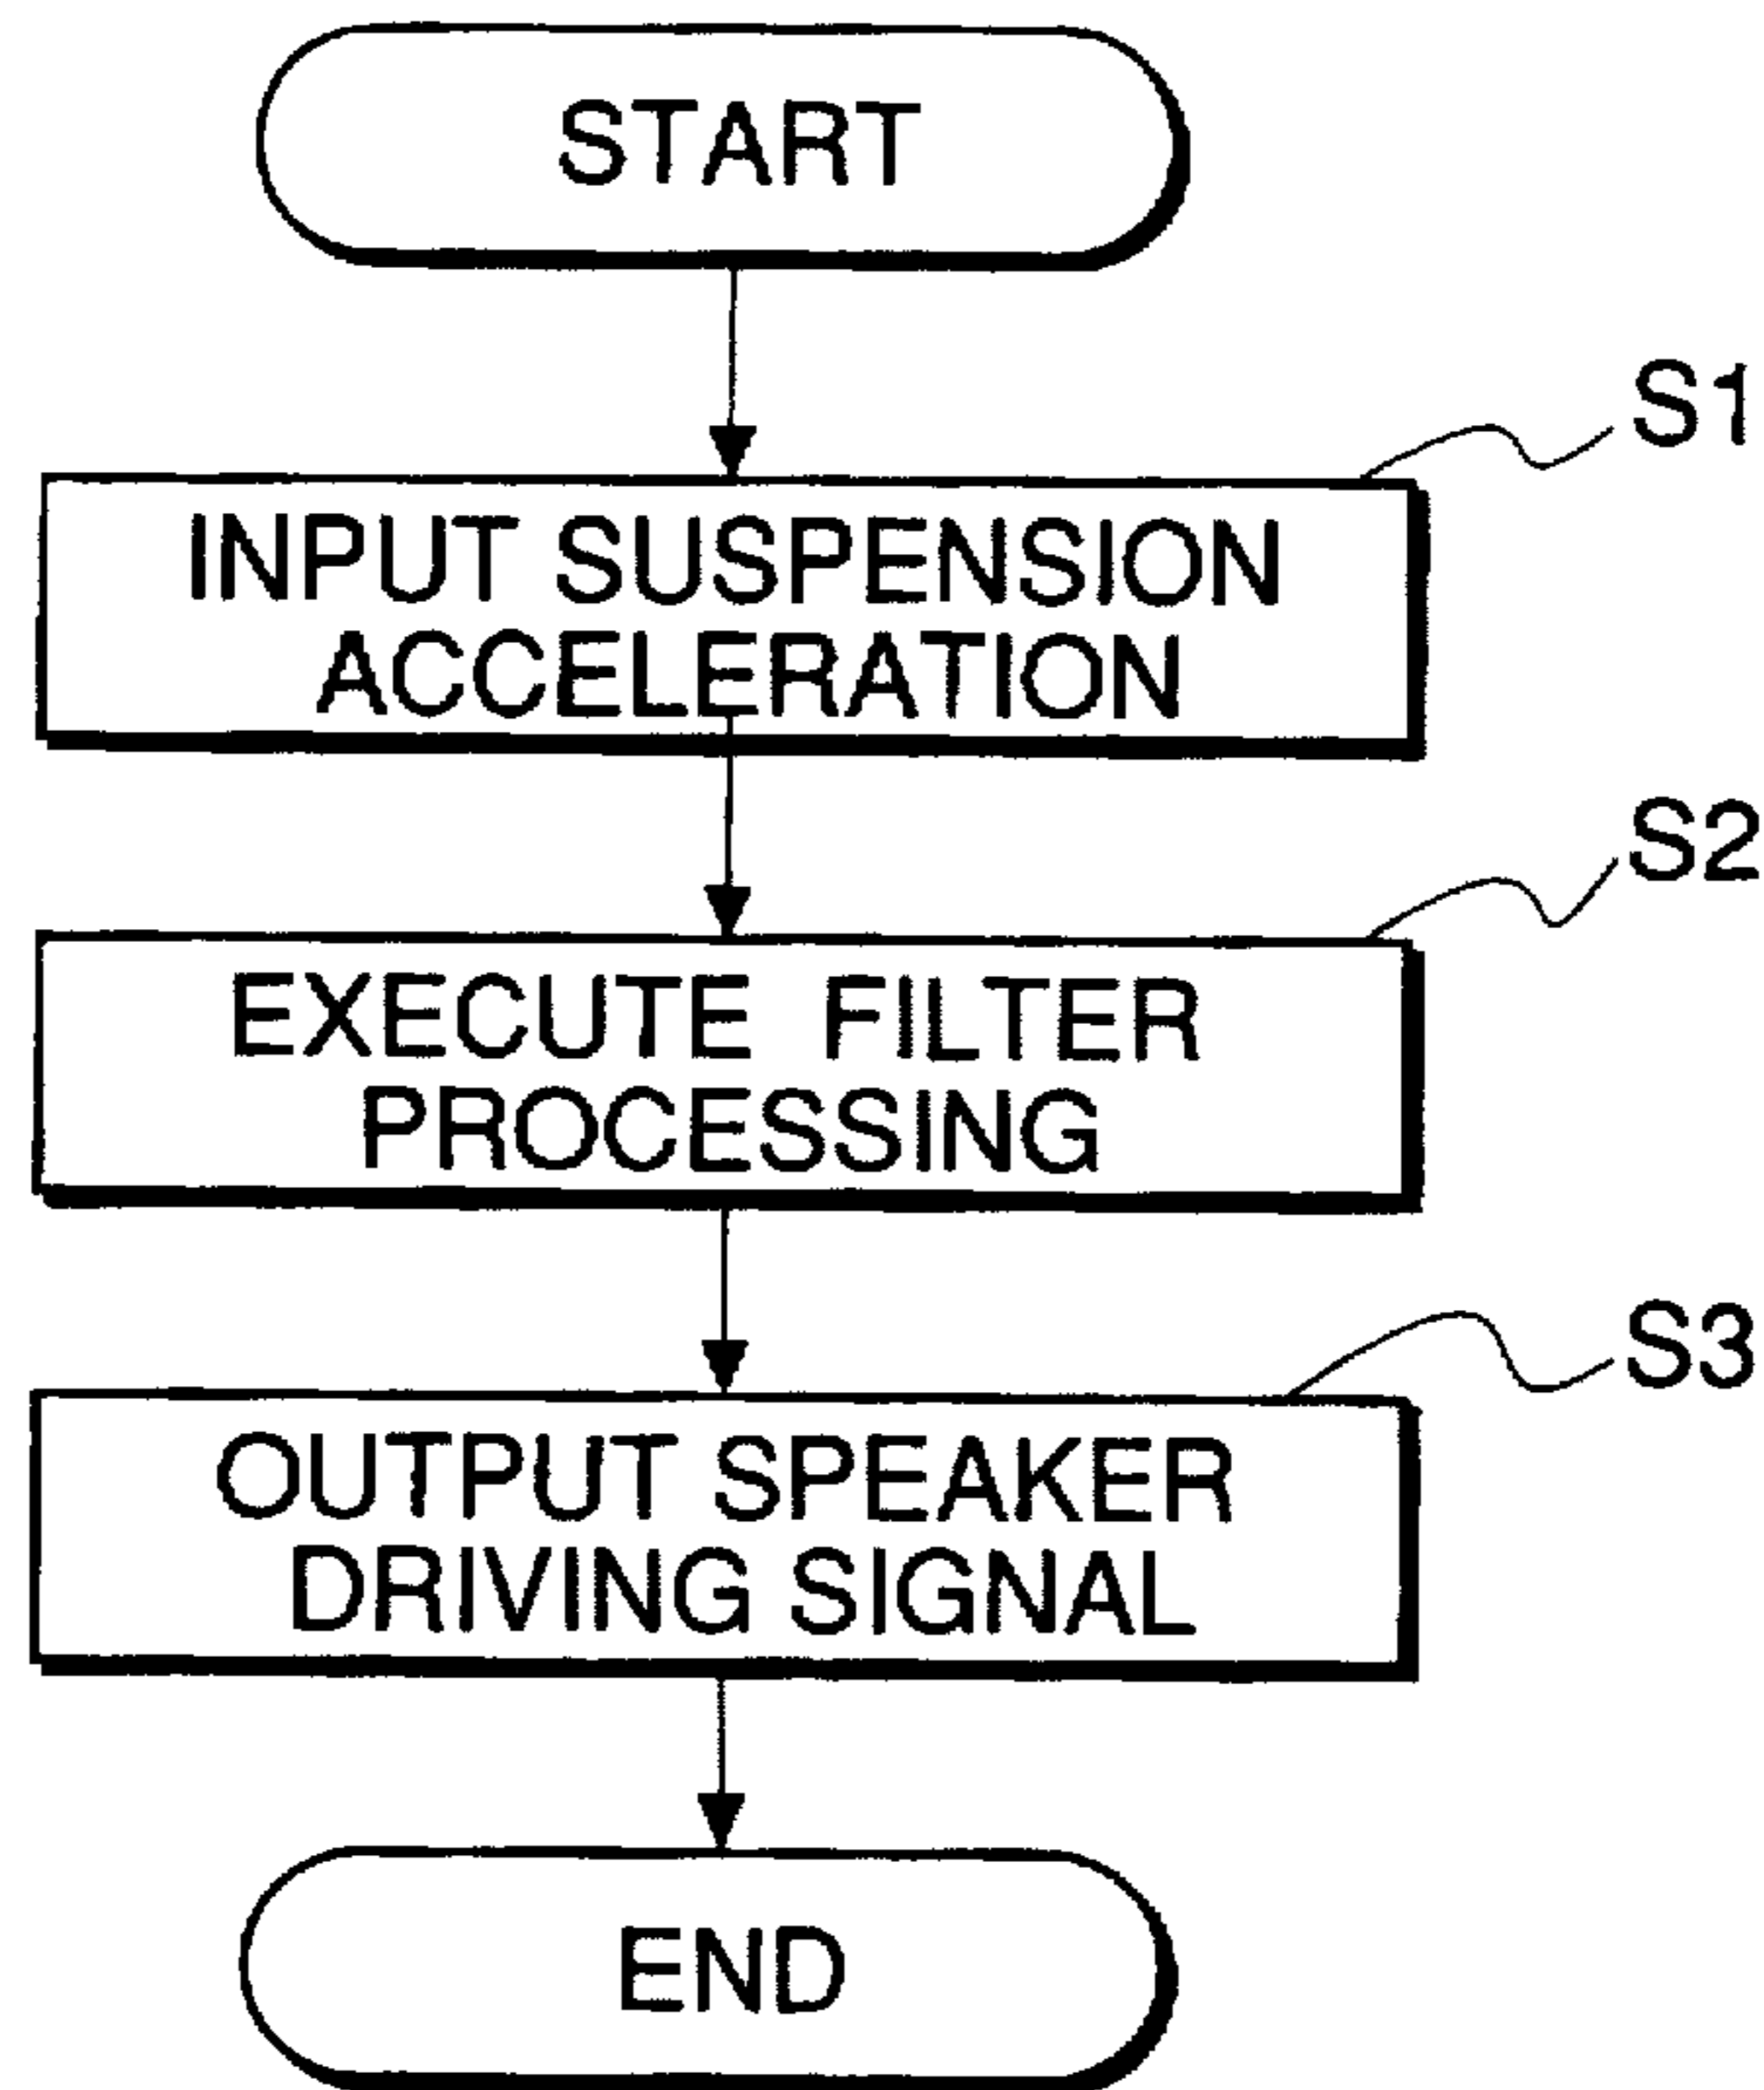 START
S1
INPUT SUSPENSION
ACCELERATION
S2
EXECUTE FILTER
PROCESSING
S3
OUTPUT SPEAKER
DRIVING SIGNAL
END